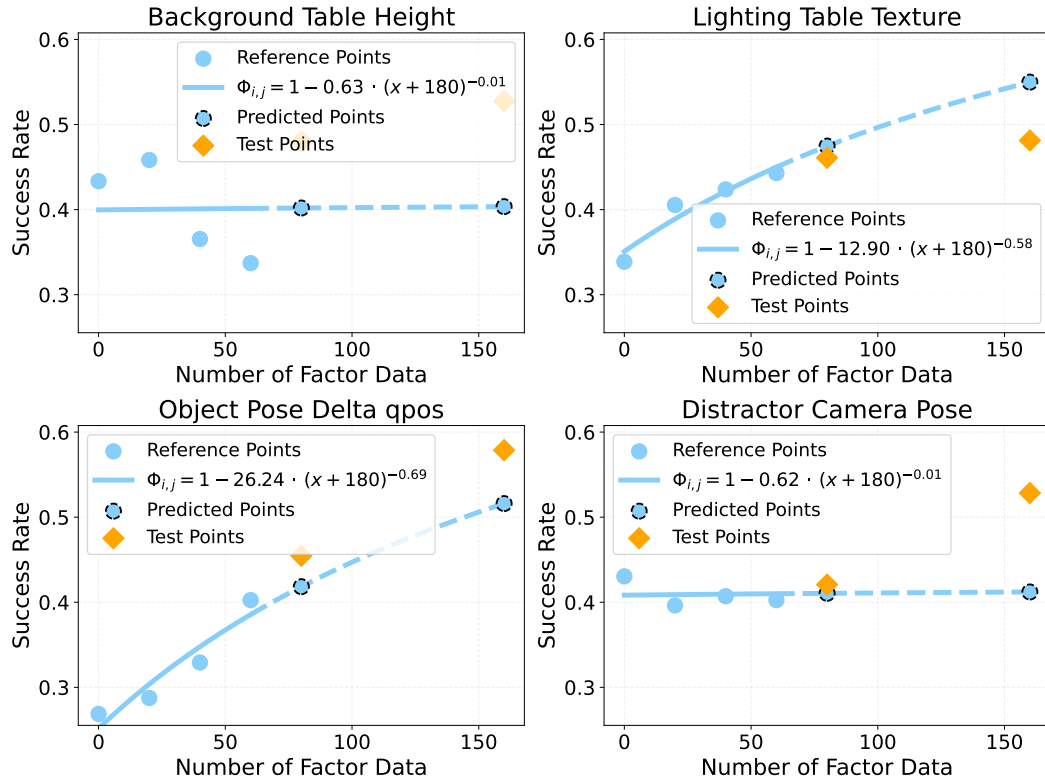 Background Table Height
0.6
0.5
0.4
0.3
Success Rate
Reference Points
Φi,j = 1 − 0.63 · (x + 180)^−0.01
Predicted Points
Test Points
0 50 100 150
Number of Factor Data
Lighting Table Texture
0.6
0.5
0.4
0.3
Success Rate
Reference Points
Φi,j = 1 − 12.90 · (x + 180)^−0.58
Predicted Points
Test Points
0 50 100 150
Number of Factor Data
Object Pose Delta qpos
0.6
0.5
0.4
0.3
Success Rate
Reference Points
Φi,j = 1 − 26.24 · (x + 180)^−0.69
Predicted Points
Test Points
0 50 100 150
Number of Factor Data
Distractor Camera Pose
0.6
0.5
0.4
0.3
Success Rate
Reference Points
Φi,j = 1 − 0.62 · (x + 180)^−0.01
Predicted Points
Test Points
0 50 100 150
Number of Factor Data